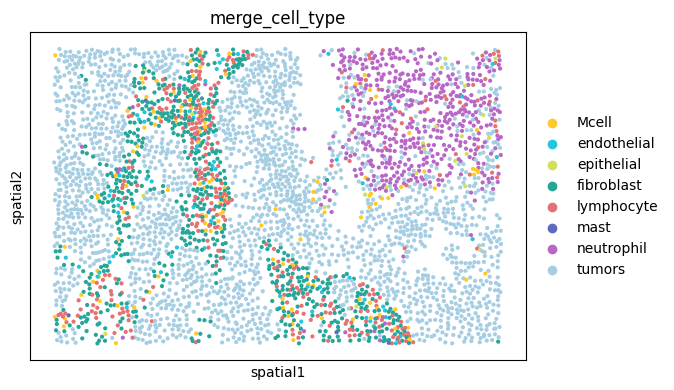 merge_cell_type
spatial2
spatial1
Mcell
endothelial
epithelial
fibroblast
lymphocyte
mast
neutrophil
tumors